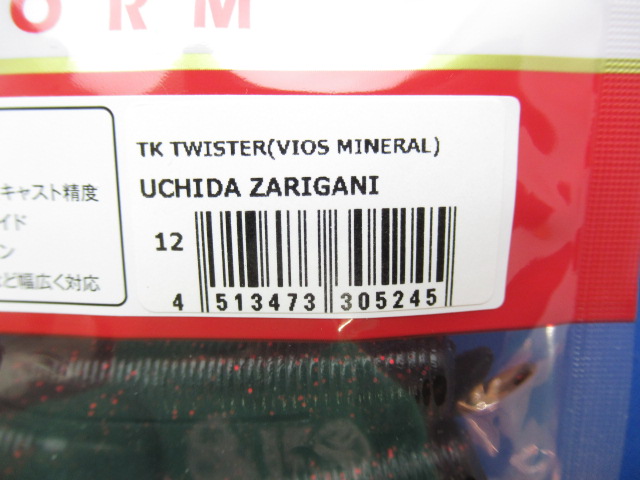 ORM
TK TWISTER(VIOS MINERAL)
UCHIDA ZARIGANI
12
4 513473 305245
キャスト精度
イド
ン
ど幅広く対応